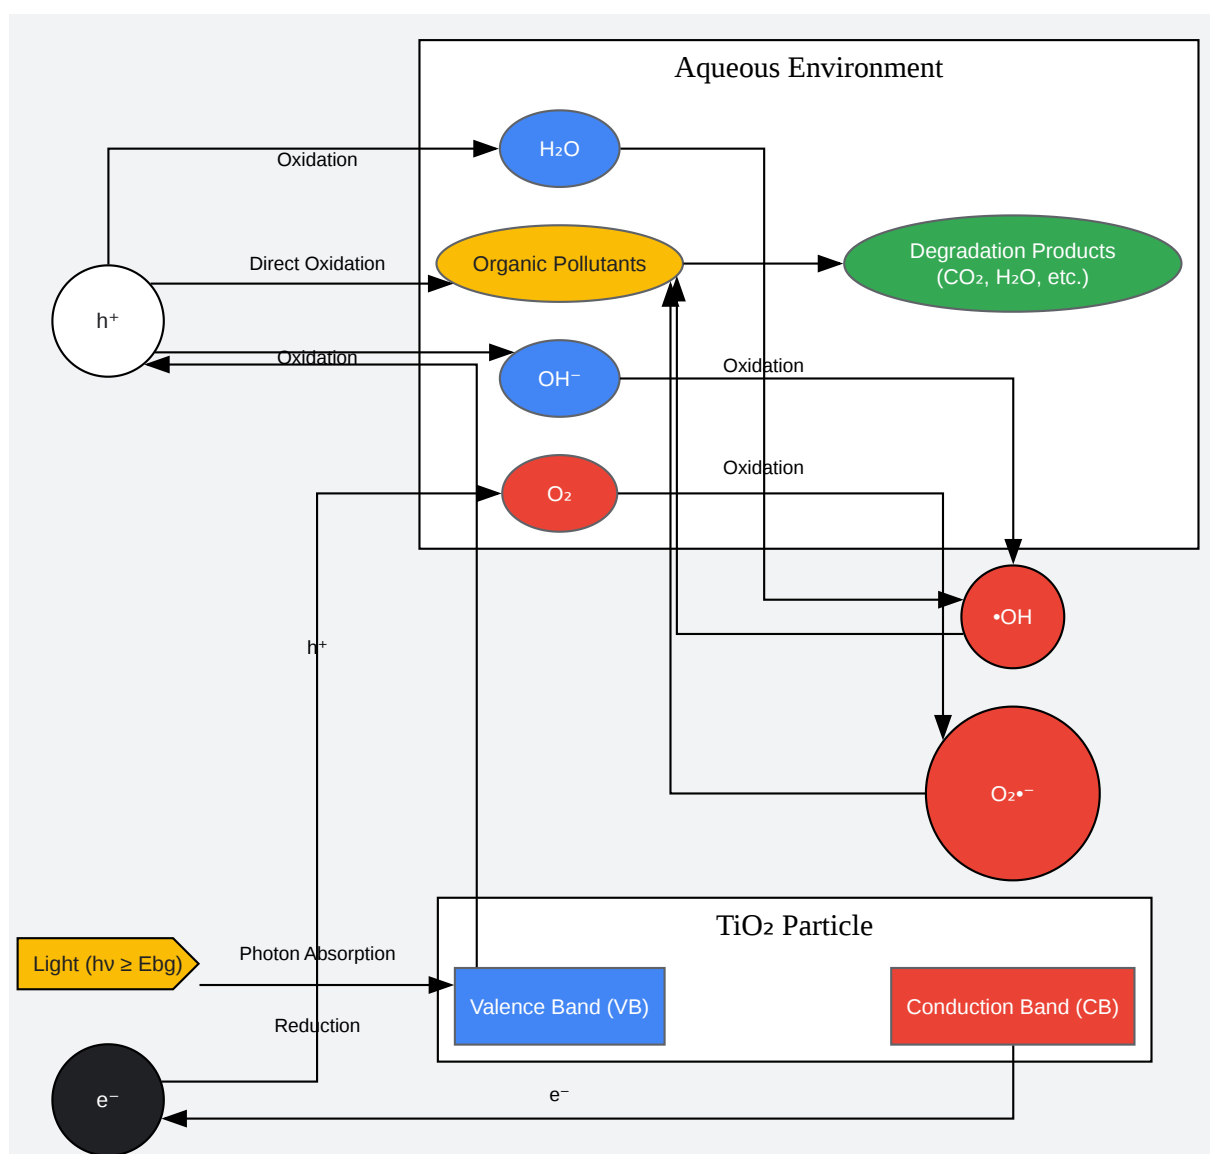 Aqueous Environment
H₂O
Oxidation
Organic Pollutants
Direct Oxidation
Degradation Products
(CO₂, H₂O, etc.)
h⁺
Oxidation
OH⁻
Oxidation
O₂
Oxidation
•OH
h⁺
O₂•⁻
TiO₂ Particle
Light (hν ≥ Ebg)
Photon Absorption
Valence Band (VB)
Conduction Band (CB)
Reduction
e⁻
e⁻